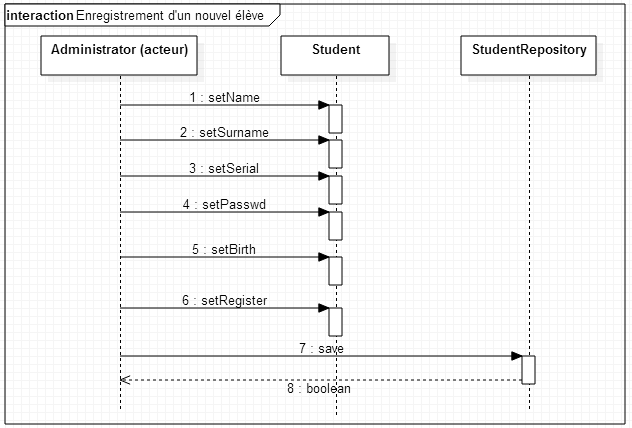 interaction Enregistrement d'un nouvel élève
Administrator (acteur)
Student
StudentRepository
1 : setName
2 : setSurname
3 : setSerial
4 : setPasswd
5 : setBirth
6 : setRegister
7 : save
8 : boolean